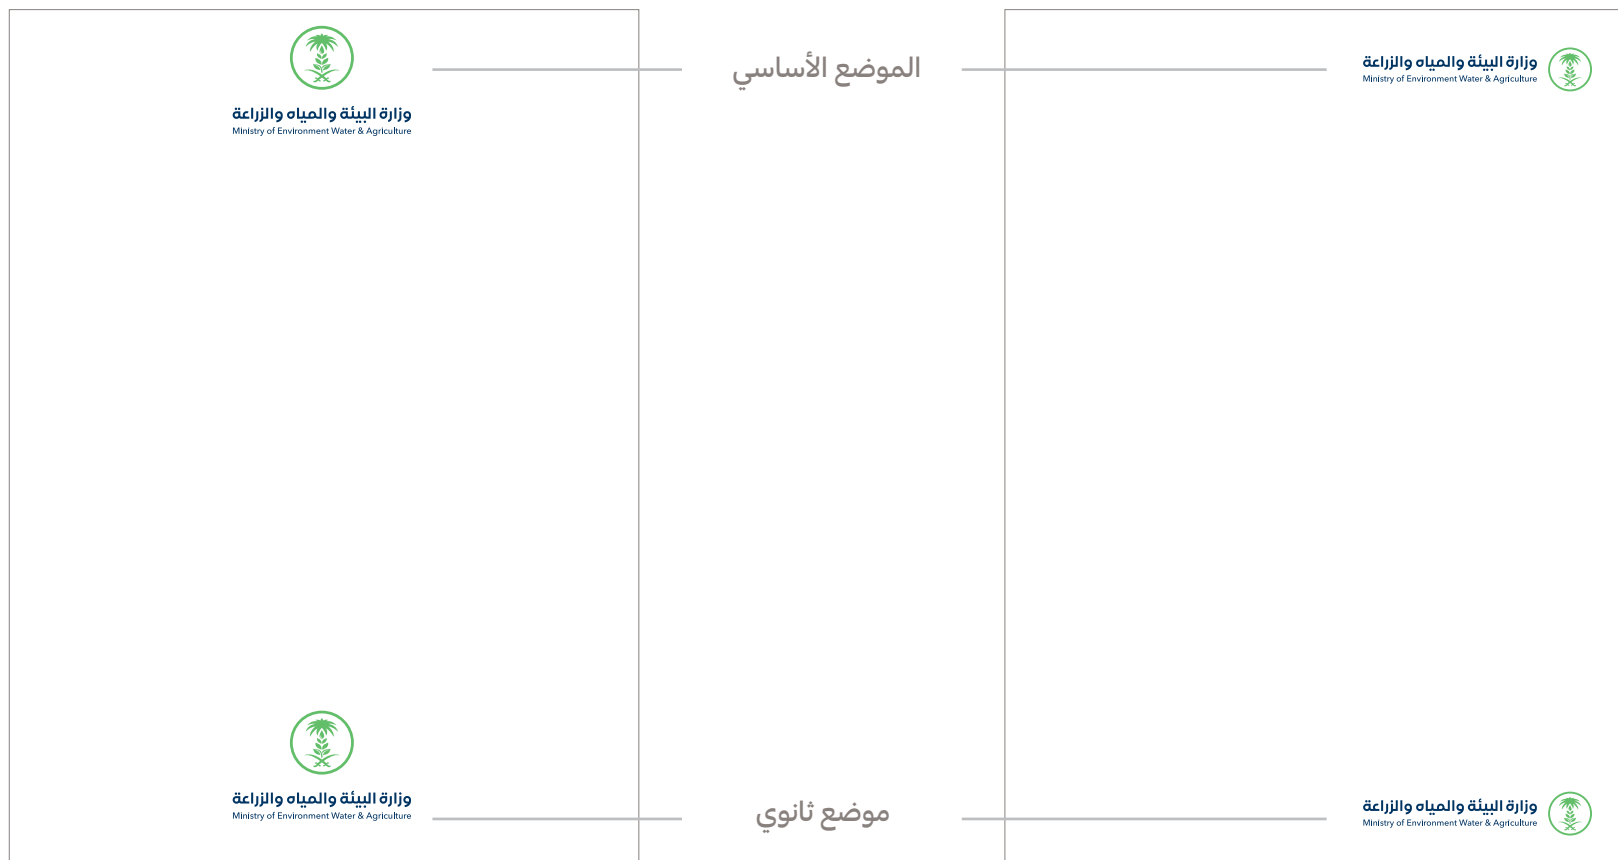 وزارة البيئة والمياه والزراعة
Ministry of Environment Water & Agriculture
الموضع الأساسي
وزارة البيئة والمياه والزراعة
Ministry of Environment Water & Agriculture
وزارة البيئة والمياه والزراعة
Ministry of Environment Water & Agriculture
موضع ثانوي
وزارة البيئة والمياه والزراعة
Ministry of Environment Water & Agriculture